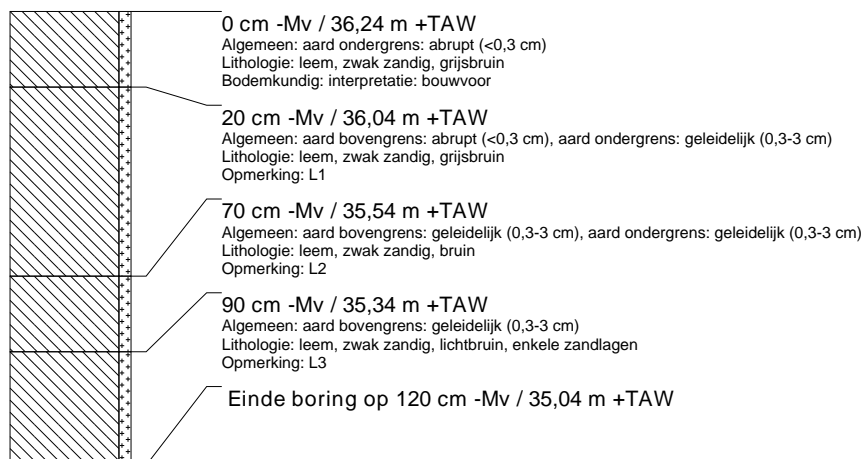 0 cm -Mv / 36,24 m +TAW
Algemeen: aard ondergrens: abrupt (<0,3 cm)
Lithologie: leem, zwak zandig, grijsbruin
Bodemkundig: interpretatie: bouwvoor
20 cm -Mv / 36,04 m +TAW
Algemeen: aard bovengrens: abrupt (<0,3 cm), aard ondergrens: geleidelijk (0,3-3 cm)
Lithologie: leem, zwak zandig, grijsbruin
Opmerking: L1
70 cm -Mv / 35,54 m +TAW
Algemeen: aard bovengrens: geleidelijk (0,3-3 cm), aard ondergrens: geleidelijk (0,3-3 cm)
Lithologie: leem, zwak zandig, bruin
Opmerking: L2
90 cm -Mv / 35,34 m +TAW
Algemeen: aard bovengrens: geleidelijk (0,3-3 cm)
Lithologie: leem, zwak zandig, lichtbruin, enkele zandlagen
Opmerking: L3
Einde boring op 120 cm -Mv / 35,04 m +TAW